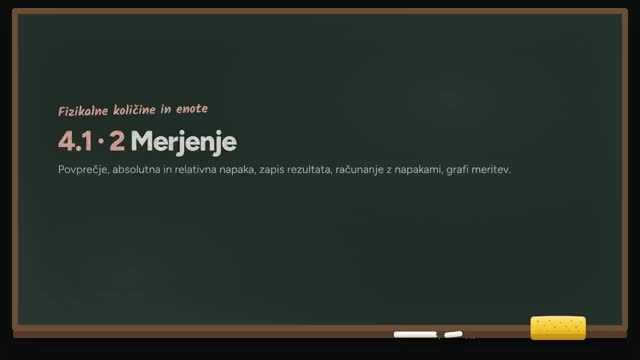 Fizikalne količine in enote
4.1 · 2 Merjenje
Povprečje, absolutna in relativna napaka, zapis rezultata, računanje z napakami, grafi meritev.